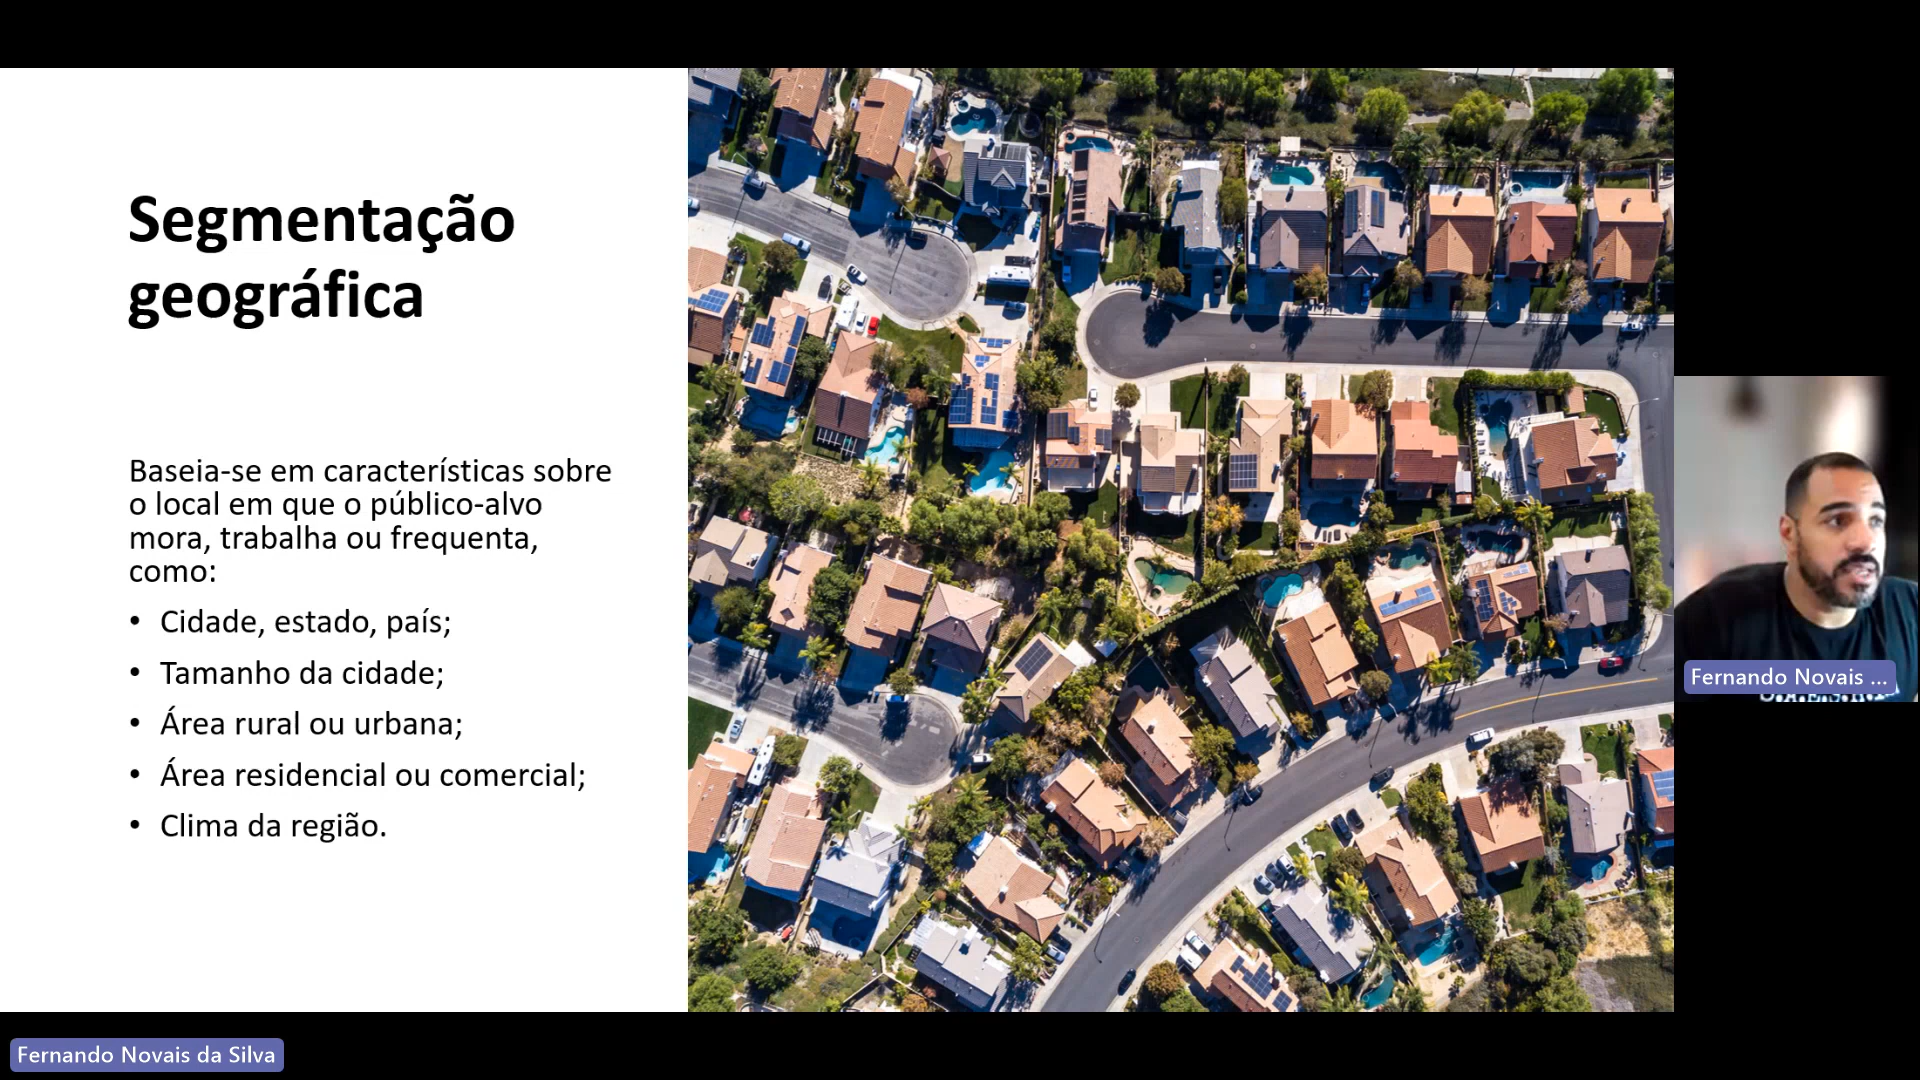 Segmentação
geográfica
Baseia-se em características sobre
o local em que o público-alvo
mora, trabalha ou frequenta,
como:
• Cidade, estado, país;
• Tamanho da cidade;
• Área rural ou urbana;
• Área residencial ou comercial;
• Clima da região.
Fernando Novais ...
Fernando Novais da Silva